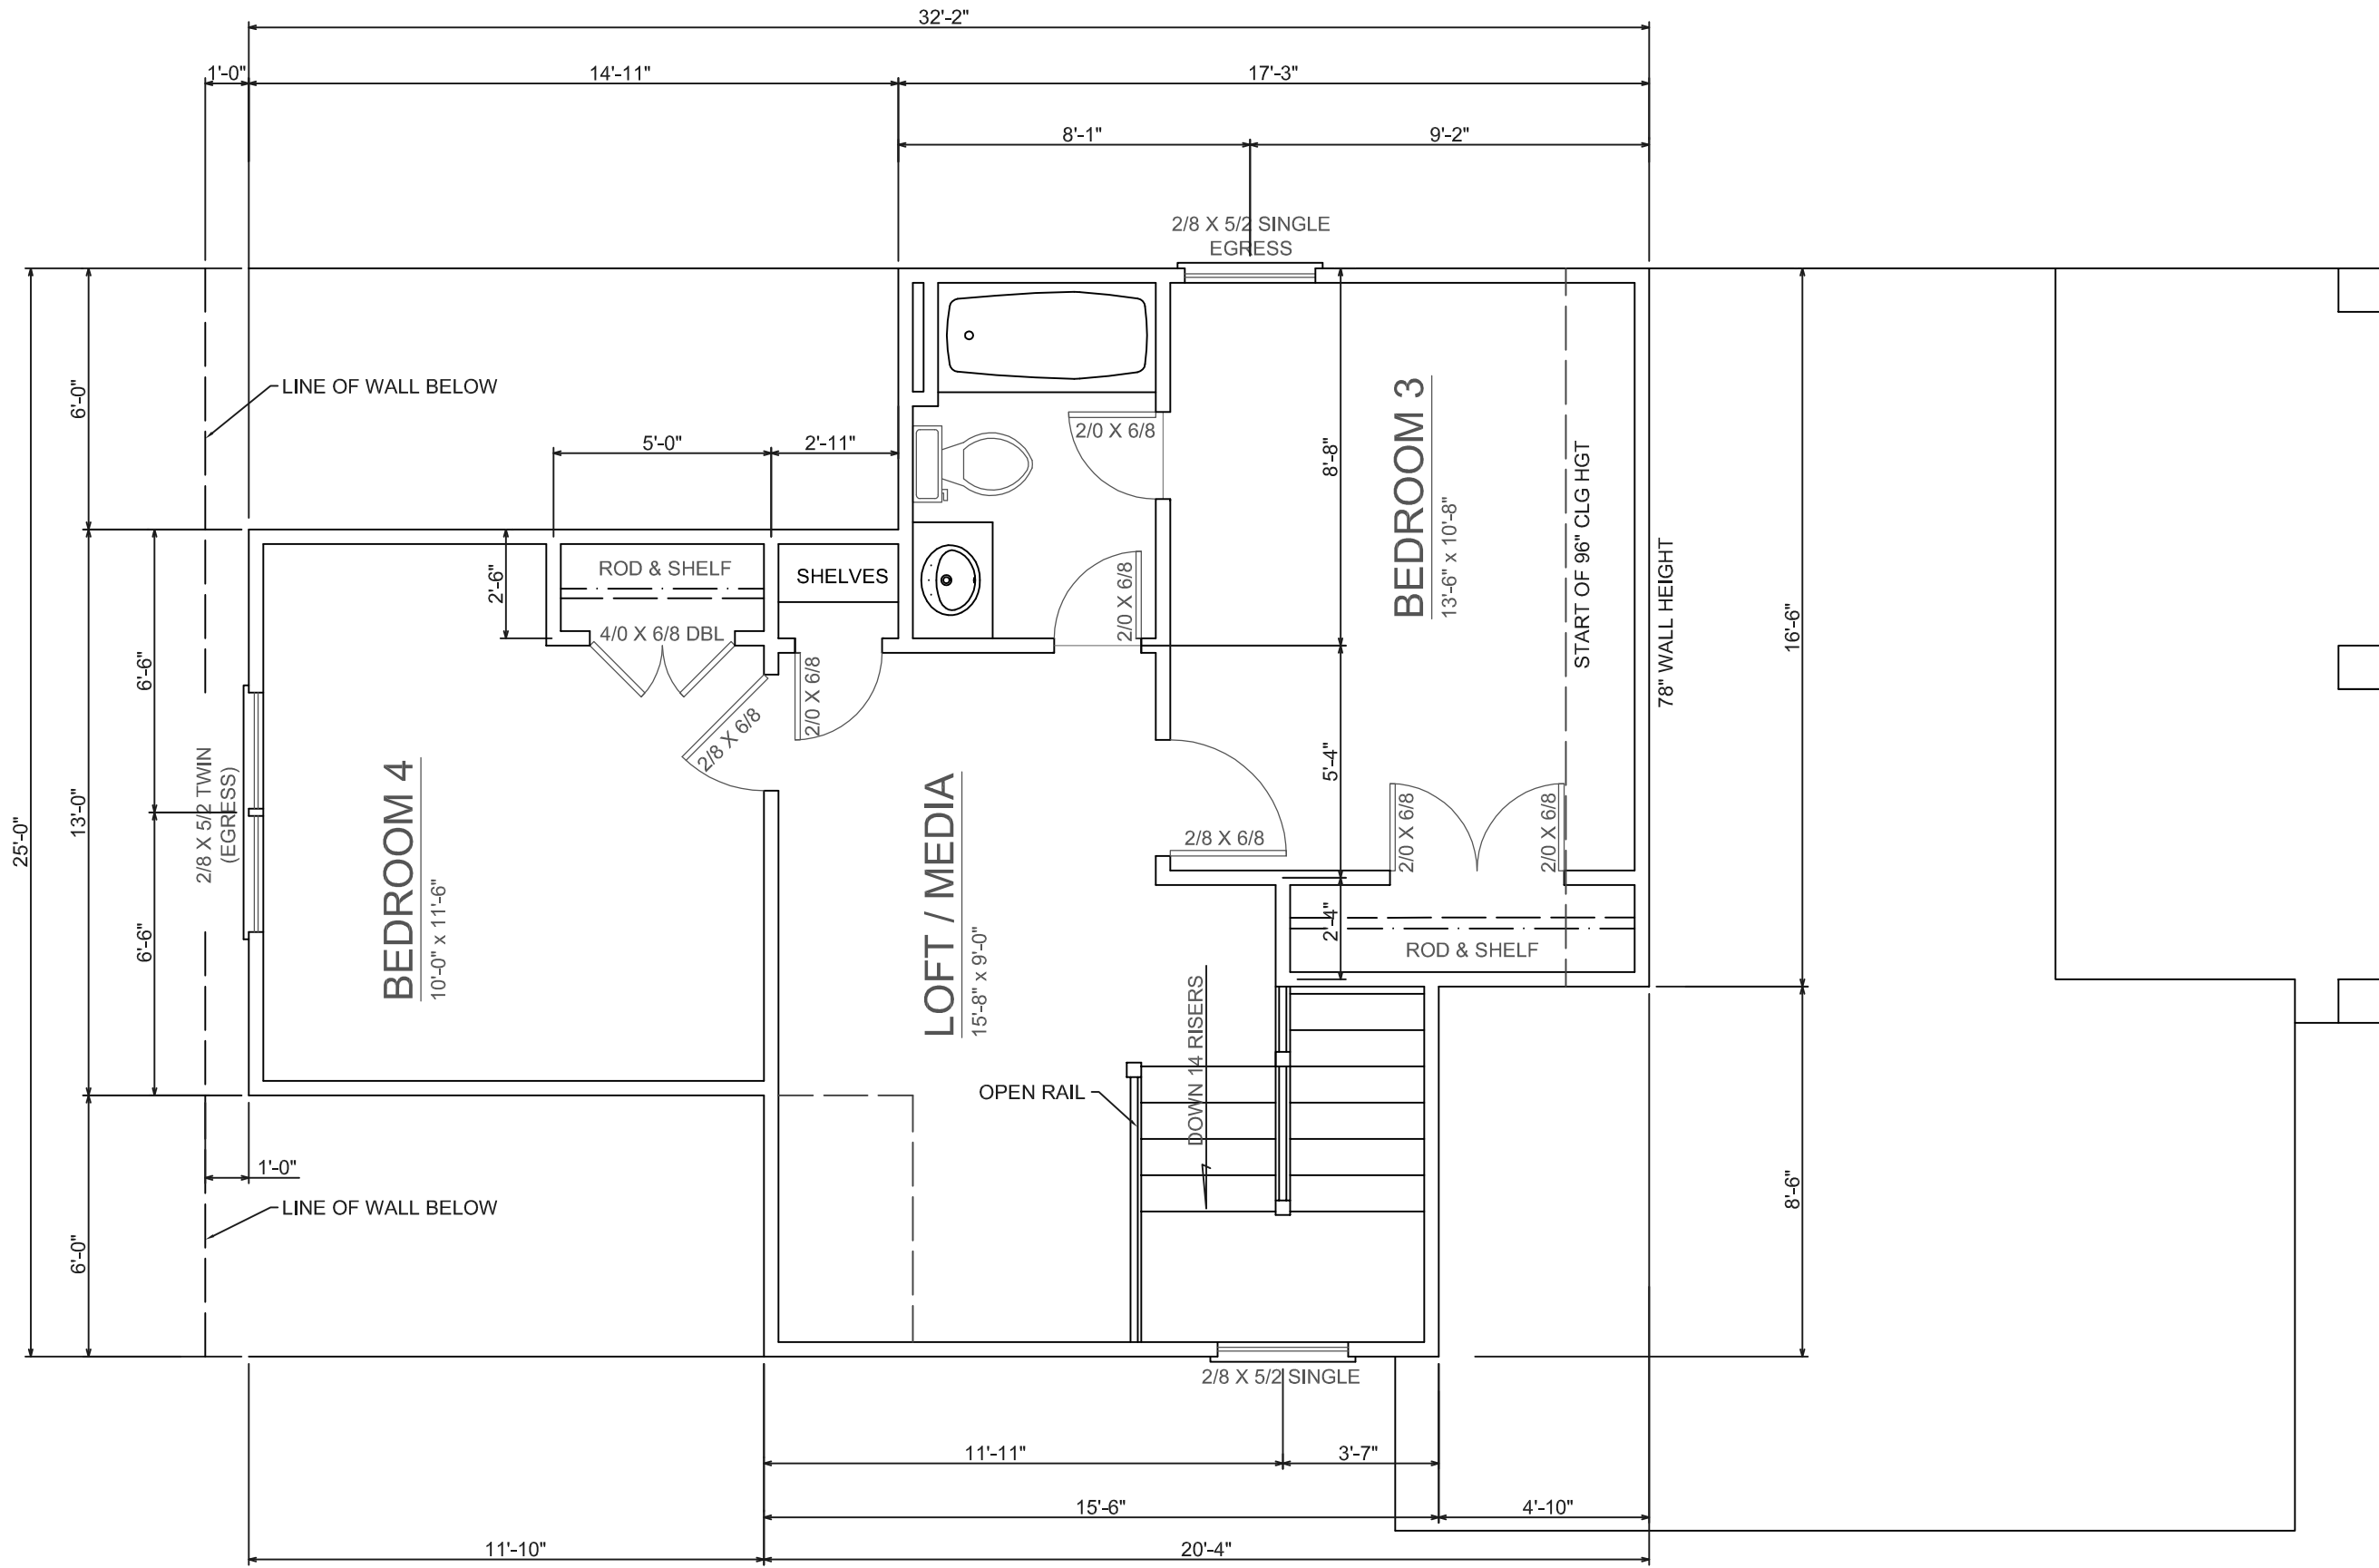 32'-2"
1'-0"
14'-11"
17'-3"
8'-1"
9'-2"
2/8 X 5/2 SINGLE
EGRESS
LINE OF WALL BELOW
6'-0"
5'-0"
2'-11"
2/0 X 6/8
8'-8"
BEDROOM 3
13'-6" x 10'-8"
START OF 96" CLG HGT
78" WALL HEIGHT
16'-6"
2'-6"
ROD & SHELF
SHELVES
4/0 X 6/8 DBL
2/0 X 6/8
2/0 X 6/8
2/8 X 6/8
6'-6"
13'-0"
25'-0"
2/8 X 5/2 TWIN
(EGRESS)
BEDROOM 4
10'-0" x 11'-6"
LOFT / MEDIA
15'-8" x 9'-0"
5'-4"
2/8 X 6/8
2/0 X 6/8
2/0 X 6/8
6'-6"
2'-4"
ROD & SHELF
DOWN 14 RISERS
OPEN RAIL
1'-0"
LINE OF WALL BELOW
6'-0"
8'-6"
2/8 X 5/2 SINGLE
11'-11"
3'-7"
15'-6"
4'-10"
11'-10"
20'-4"